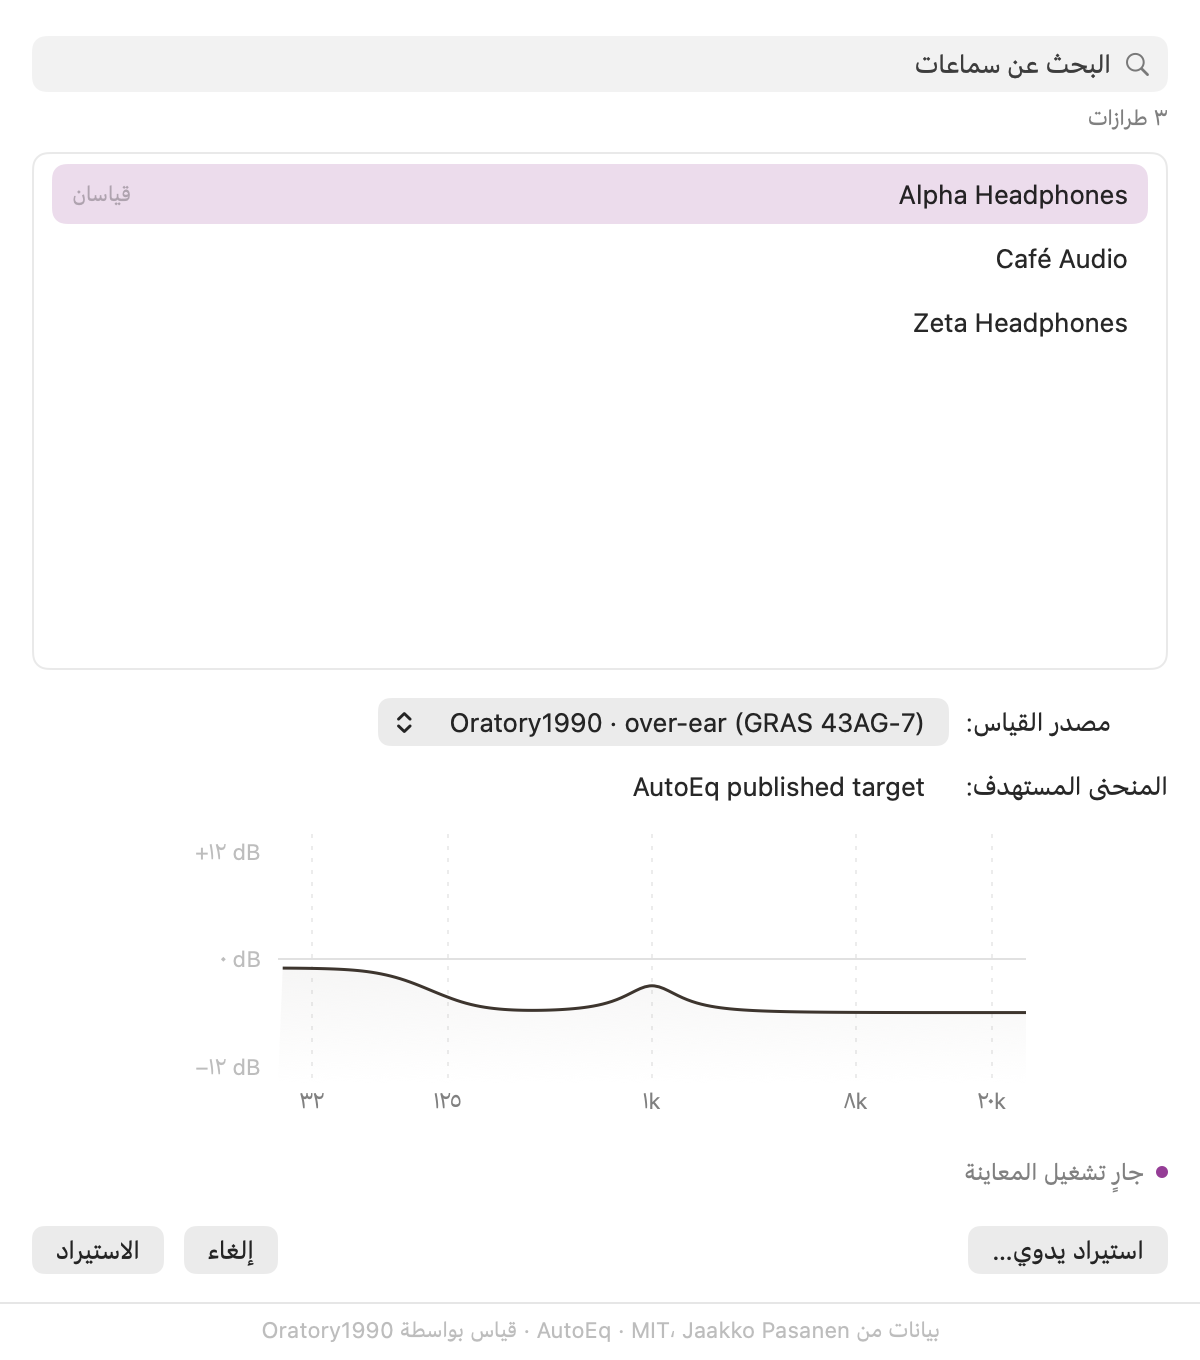 البحث عن سماعات
٣ طرازات
Alpha Headphones قياسان
Café Audio
Zeta Headphones
مصدر القياس: Oratory1990 · over-ear (GRAS 43AG-7)
المنحنى المستهدف: AutoEq published target
+١٢ dB
٠ dB
−١٢ dB
٣٢ ١٢٥ ١k ٨k ٢٠k
جارٍ تشغيل المعاينة
استيراد يدوي... إلغاء الاستيراد
بيانات من AutoEq · MIT، Jaakko Pasanen · قياس بواسطة Oratory1990